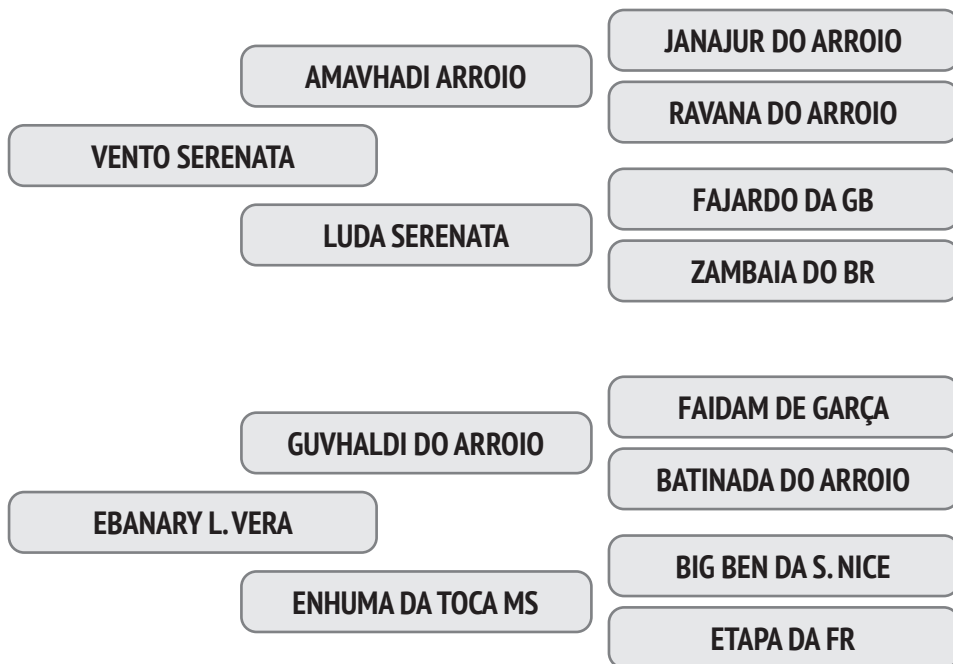 JANAJUR DO ARROIO
AMAVHADI ARROIO
RAVANA DO ARROIO
VENTO SERENATA
FAJARDO DA GB
LUDA SERENATA
ZAMBAIA DO BR
FAIDAM DE GARÇA
GUVHALDI DO ARROIO
BATINADA DO ARROIO
EBANARY L. VERA
BIG BEN DA S. NICE
ENHUMA DA TOCA MS
ETAPA DA FR